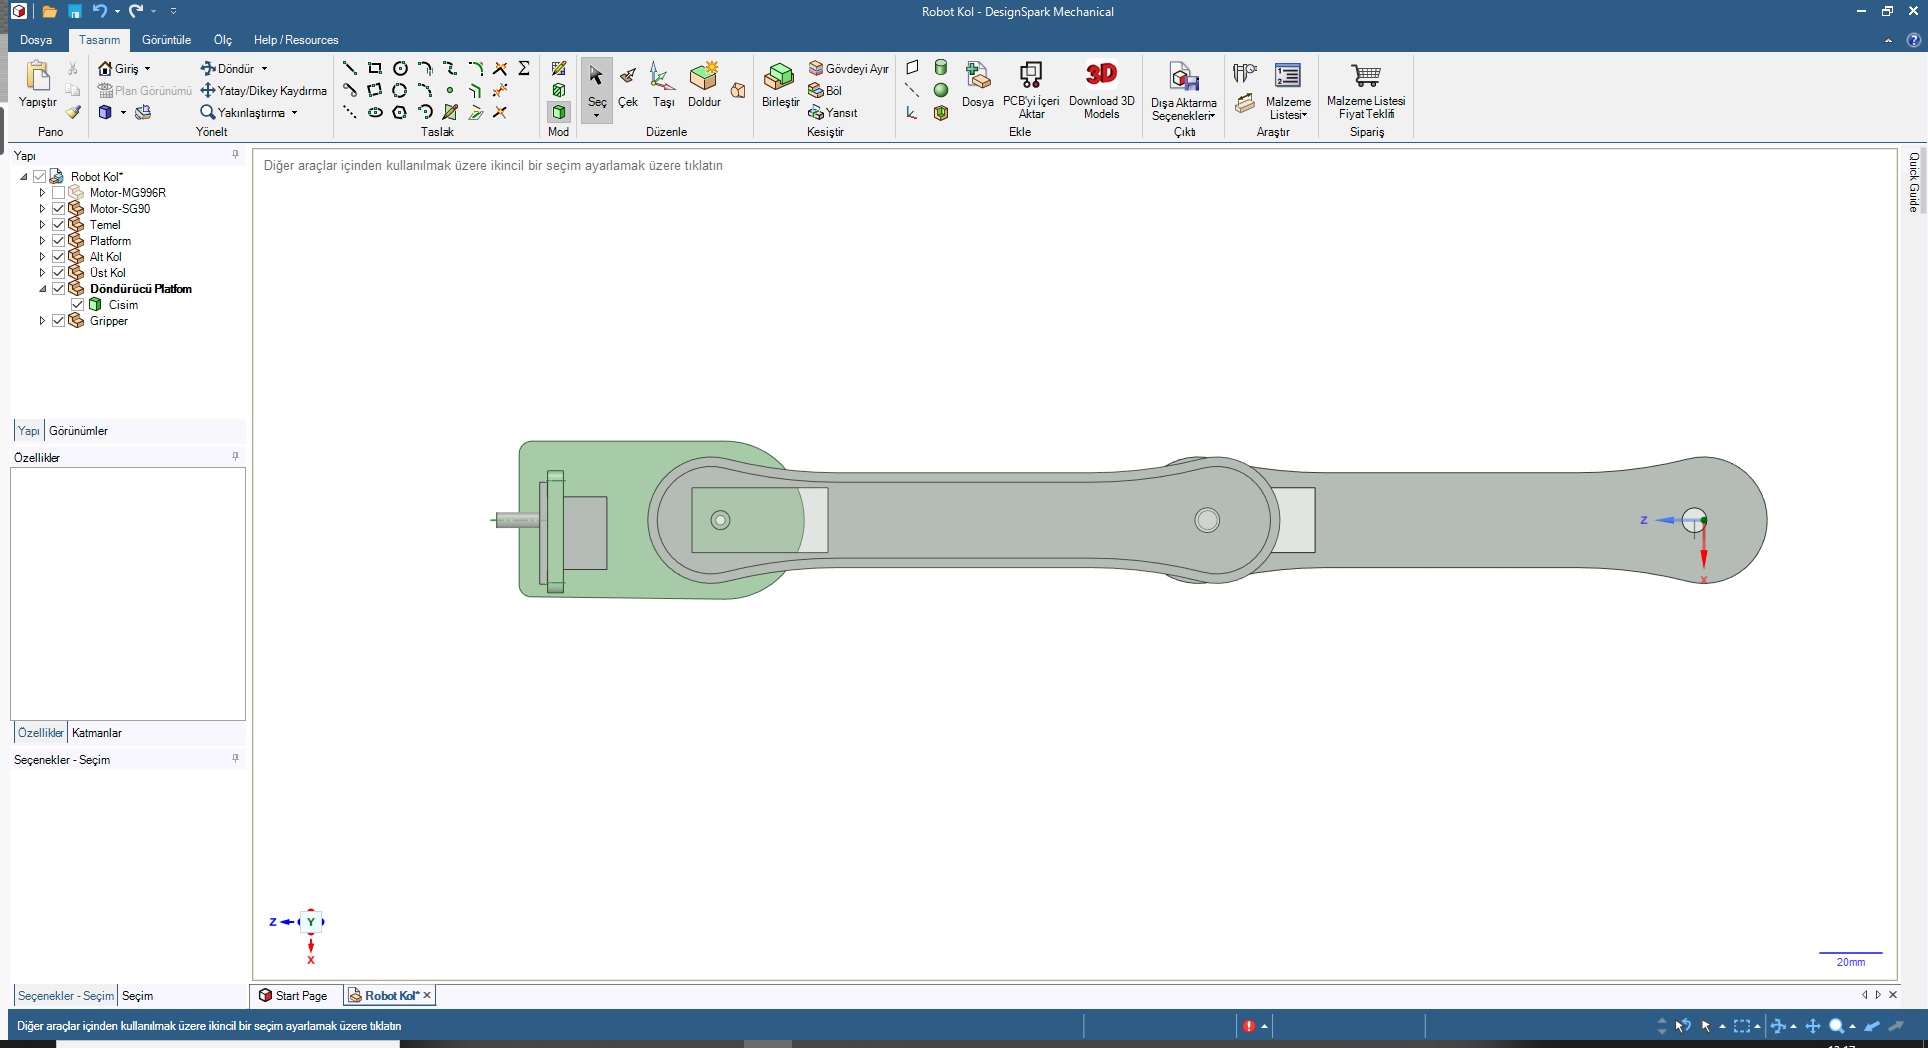 Robot Kol - DesignSpark Mechanical
Dosya
Tasarım
Görüntüle
Ölç
Help / Resources
Yapıştır
Pano
Giriş
Plan Görünümü
Döndür
Yatay/Dikey Kaydırma
Yakınlaştırma
Yönelt
Taslak
Mod
Seç
Çek
Taşı
Doldur
Düzenle
Birleştir
Gövdeyi Ayır
Böl
Yansıt
Kesiştir
Dosya
PCB'yi İçeri
Aktar
3D
Download 3D
Models
Ekle
Dışa Aktarma
Seçenekleri
Çıktı
Malzeme
Listesi
Araştır
Malzeme Listesi
Fiyat Teklifi
Sipariş
Yapı
Robot Kol*
Motor-MG996R
Motor-SG90
Temel
Platform
Alt Kol
Üst Kol
Döndürücü Platfom
Cisim
Gripper
Yapı
Görünümler
Özellikler
Özellikler
Katmanlar
Seçenekler - Seçim
Seçenekler - Seçim
Seçim
Diğer araçlar içinden kullanılmak üzere ikincil bir seçim ayarlamak üzere tıklatın
Quick Guide
Z
X
Z
Y
X
20mm
Start Page
Robot Kol*
Diğer araçlar içinden kullanılmak üzere ikincil bir seçim ayarlamak üzere tıklatın